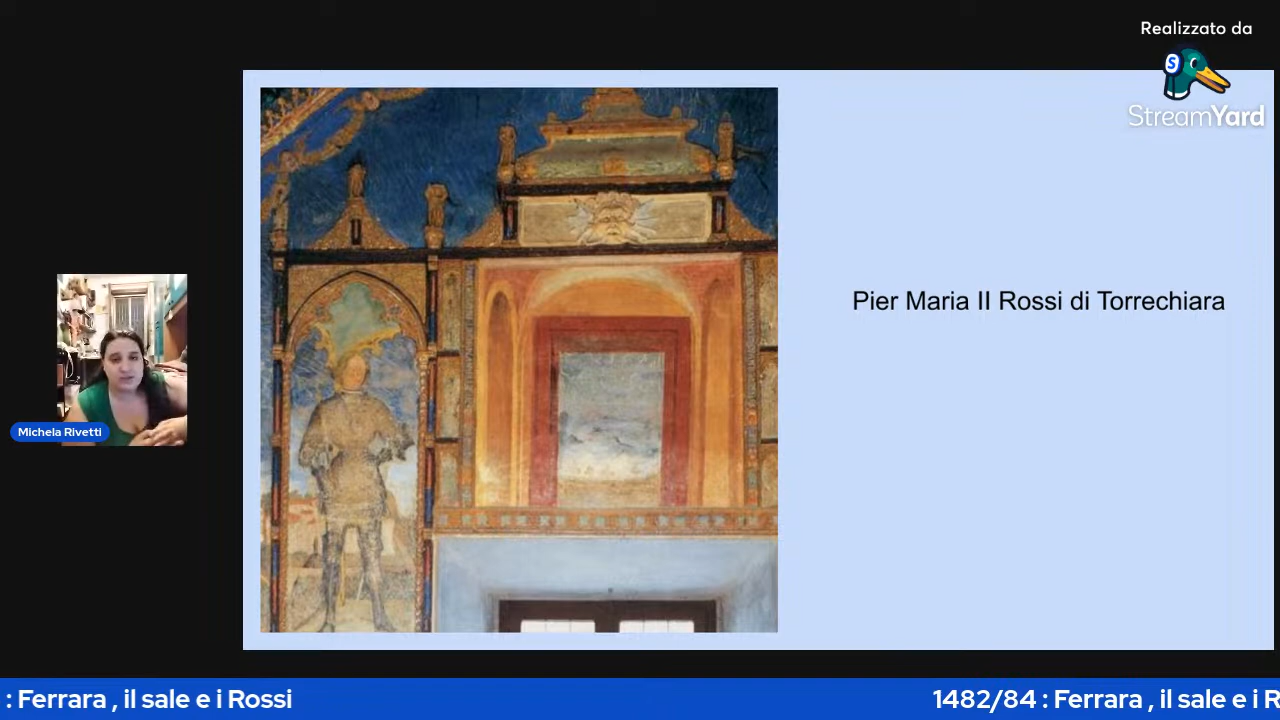 Realizzato da
StreamYard
Pier Maria II Rossi di Torrechiara
Michela Rivetti
: Ferrara , il sale e i Rossi
1482/84 : Ferrara , il sale e i R